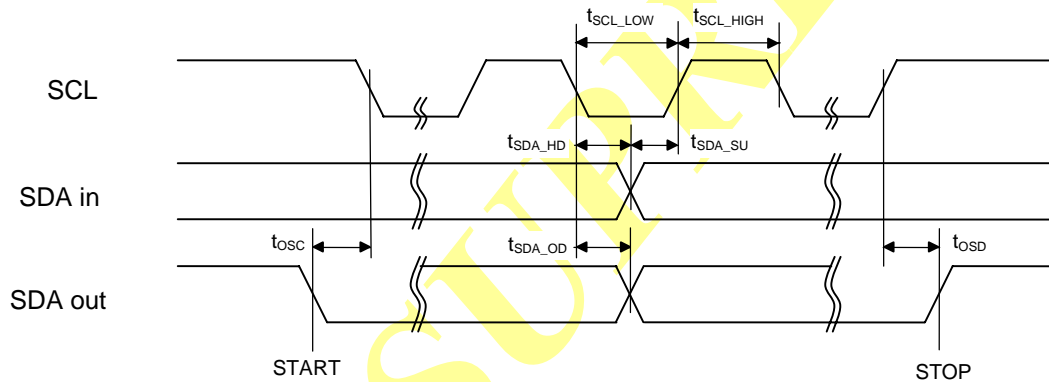 tSCL_LOW tSCL_HIGH
SCL
tSDA_HD tSDA_SU
SDA in
tOSC tSDA_OD tOSD
SDA out
START STOP